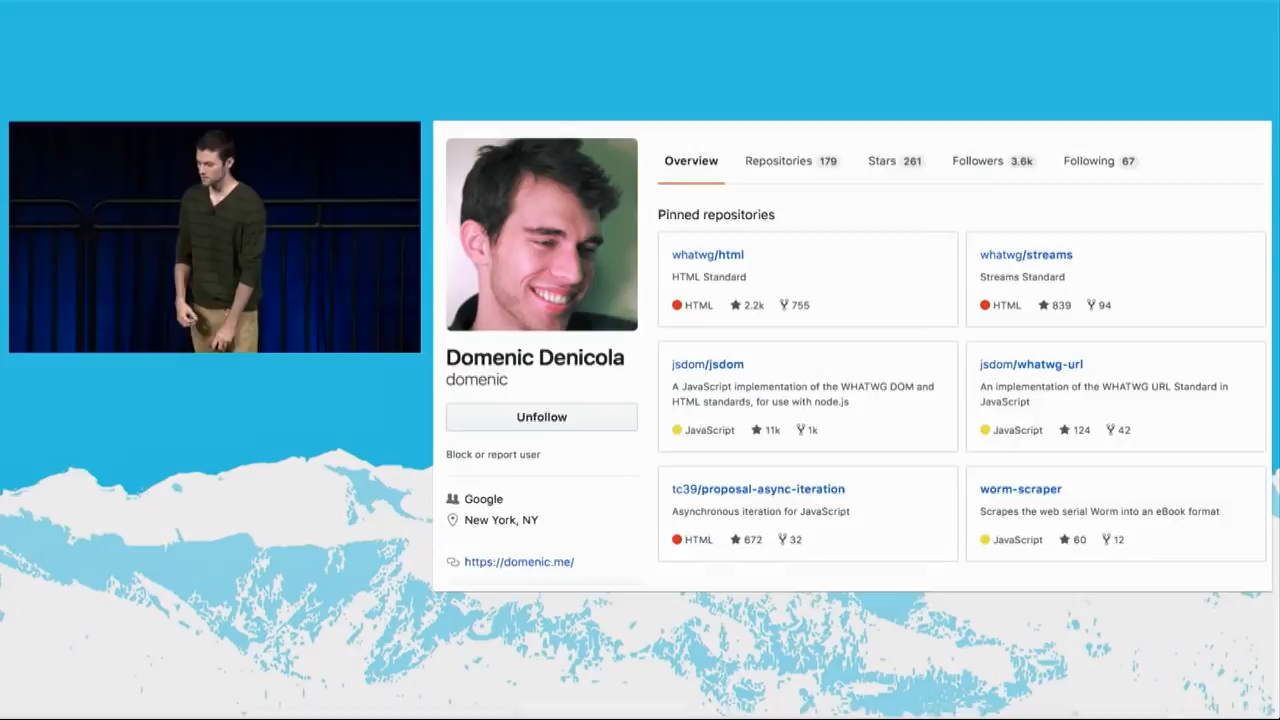 Overview Repositories 179 Stars 261 Followers 3.6k Following 67
Pinned repositories
whatwg/html
HTML Standard
HTML 2.2k 755
whatwg/streams
Streams Standard
HTML 839 94
jsdom/jsdom
A JavaScript implementation of the WHATWG DOM and
HTML standards, for use with node.js
JavaScript 11k 1k
jsdom/whatwg-url
An implementation of the WHATWG URL Standard in
JavaScript
JavaScript 124 42
tc39/proposal-async-iteration
Asynchronous iteration for JavaScript
HTML 672 32
worm-scraper
Scrapes the web serial Worm into an eBook format
JavaScript 60 12
Domenic Denicola
domenic
Unfollow
Block or report user
Google
New York, NY
https://domenic.me/